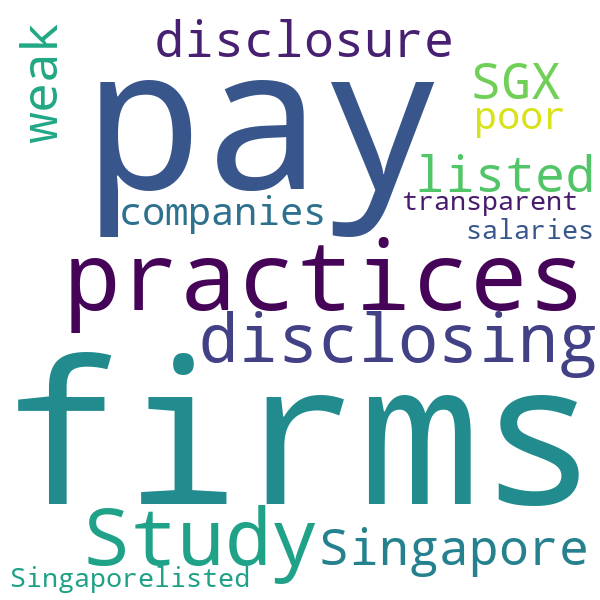 weak
disclosure
pay
SGX
poor
listed
companies
transparent
salaries
practices
disclosing
firms
Study
Singapore
Singaporelisted